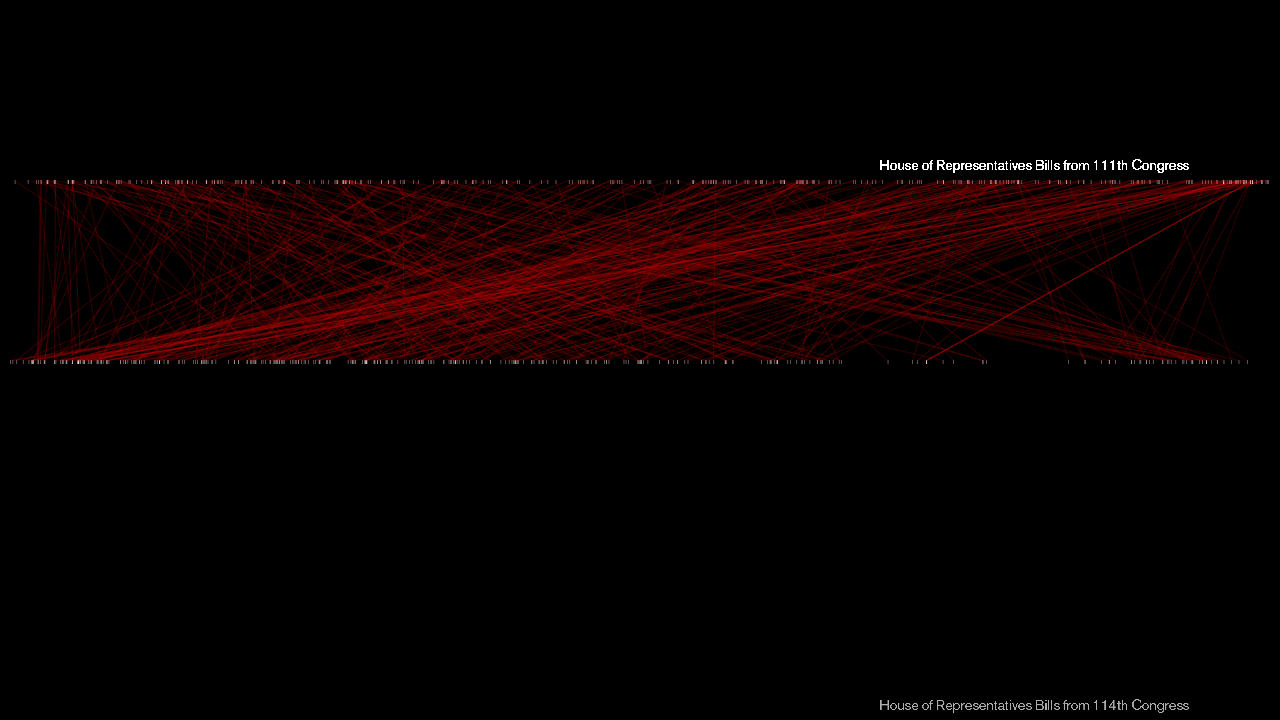 House of Representatives Bills from 111th Congress
House of Representatives Bills from 114th Congress